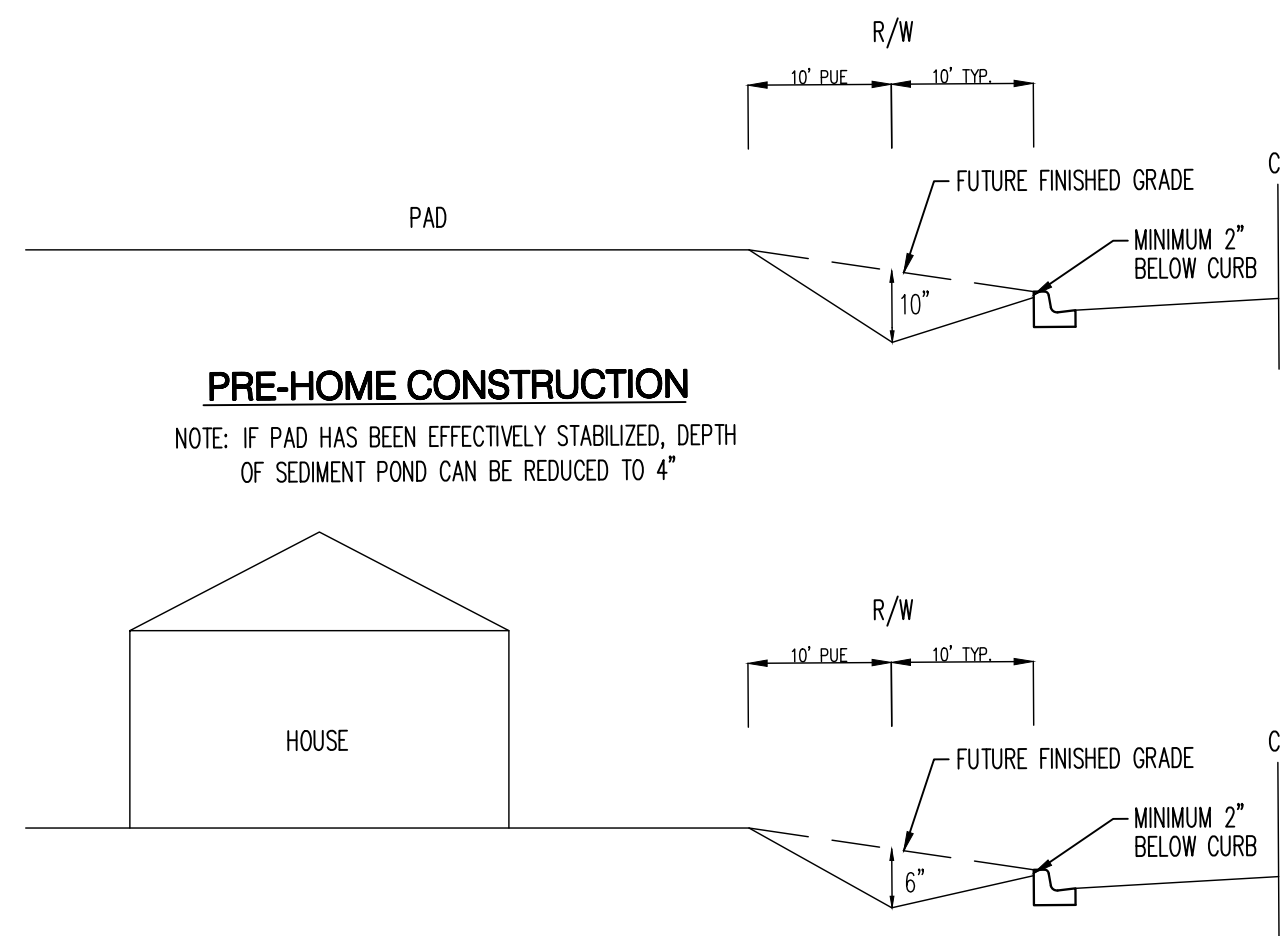 R/W
10' PUE
10' TYP.
C
FUTURE FINISHED GRADE
PAD
MINIMUM 2"
BELOW CURB
10"
PRE-HOME CONSTRUCTION
NOTE: IF PAD HAS BEEN EFFECTIVELY STABILIZED, DEPTH
OF SEDIMENT POND CAN BE REDUCED TO 4"
R/W
10' PUE
10' TYP.
HOUSE
C
FUTURE FINISHED GRADE
MINIMUM 2"
BELOW CURB
6"